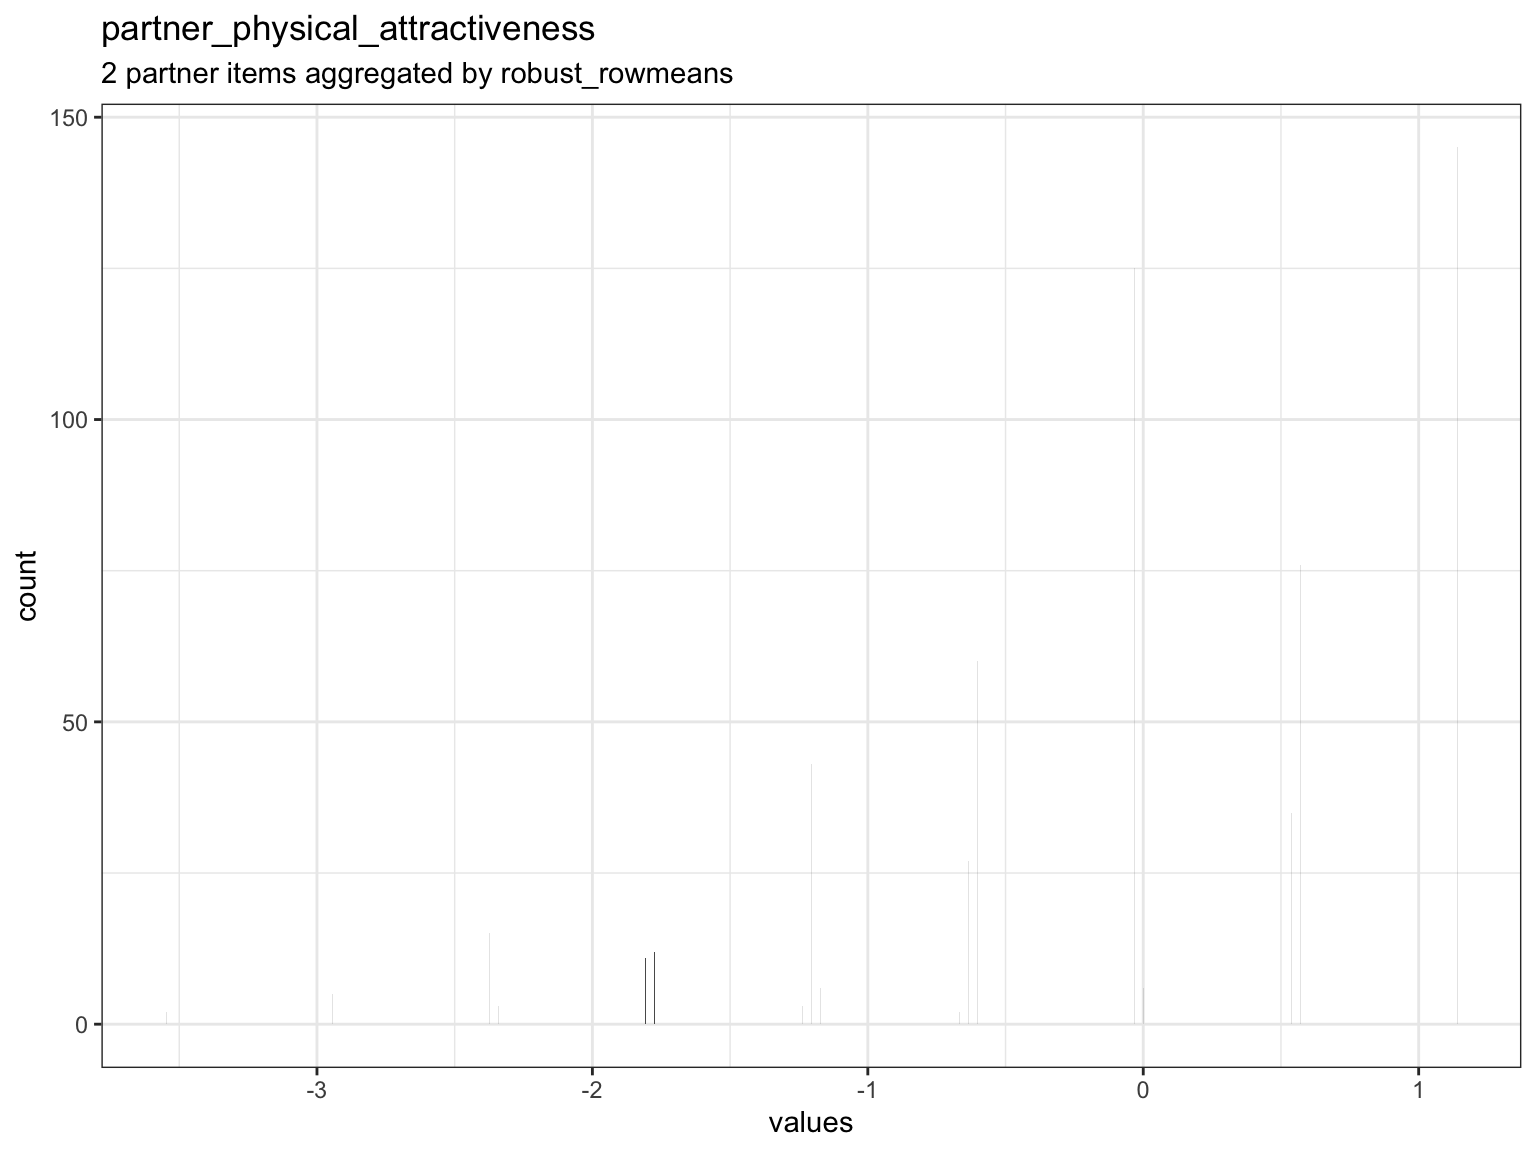 partner_physical_attractiveness
2 partner items aggregated by robust_rowmeans
150
100
50
0
count
-3 -2 -1 0 1
values